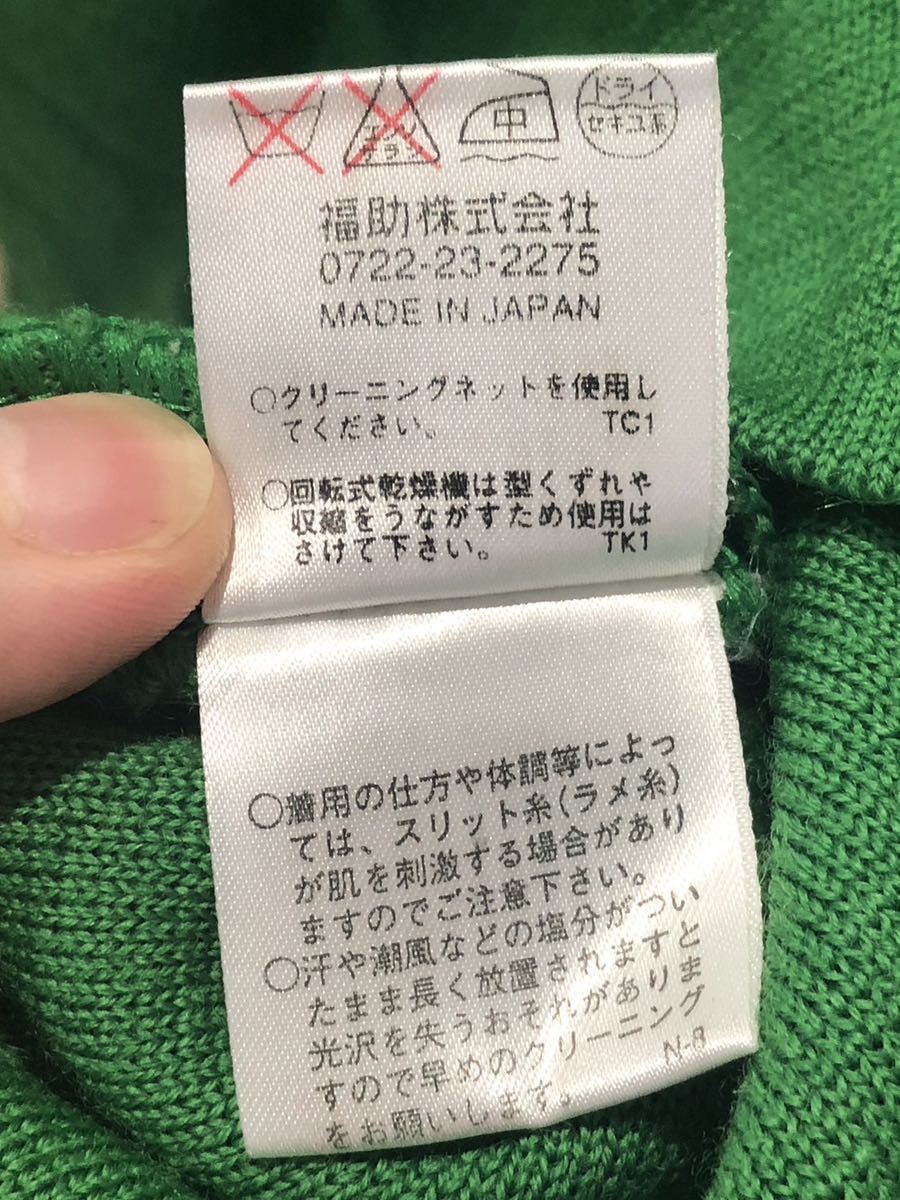 エンソ
サラシ
中
ドライ
セキユ系
福助株式会社
0722-23-2275
MADE IN JAPAN
○クリーニングネットを使用し
てください。 TC1
○回転式乾燥機は型くずれや
収縮をうながすため使用は
さけて下さい。 TK1
○着用の仕方や体調等によっ
ては、スリット糸(ラメ糸)
が肌を刺激する場合があり
ますのでご注意下さい。
○汗や潮風などの塩分がつい
たまま長く放置されますと
光沢を失うおそれがありま
すので早めのクリーニング
をお願いします。 N-8